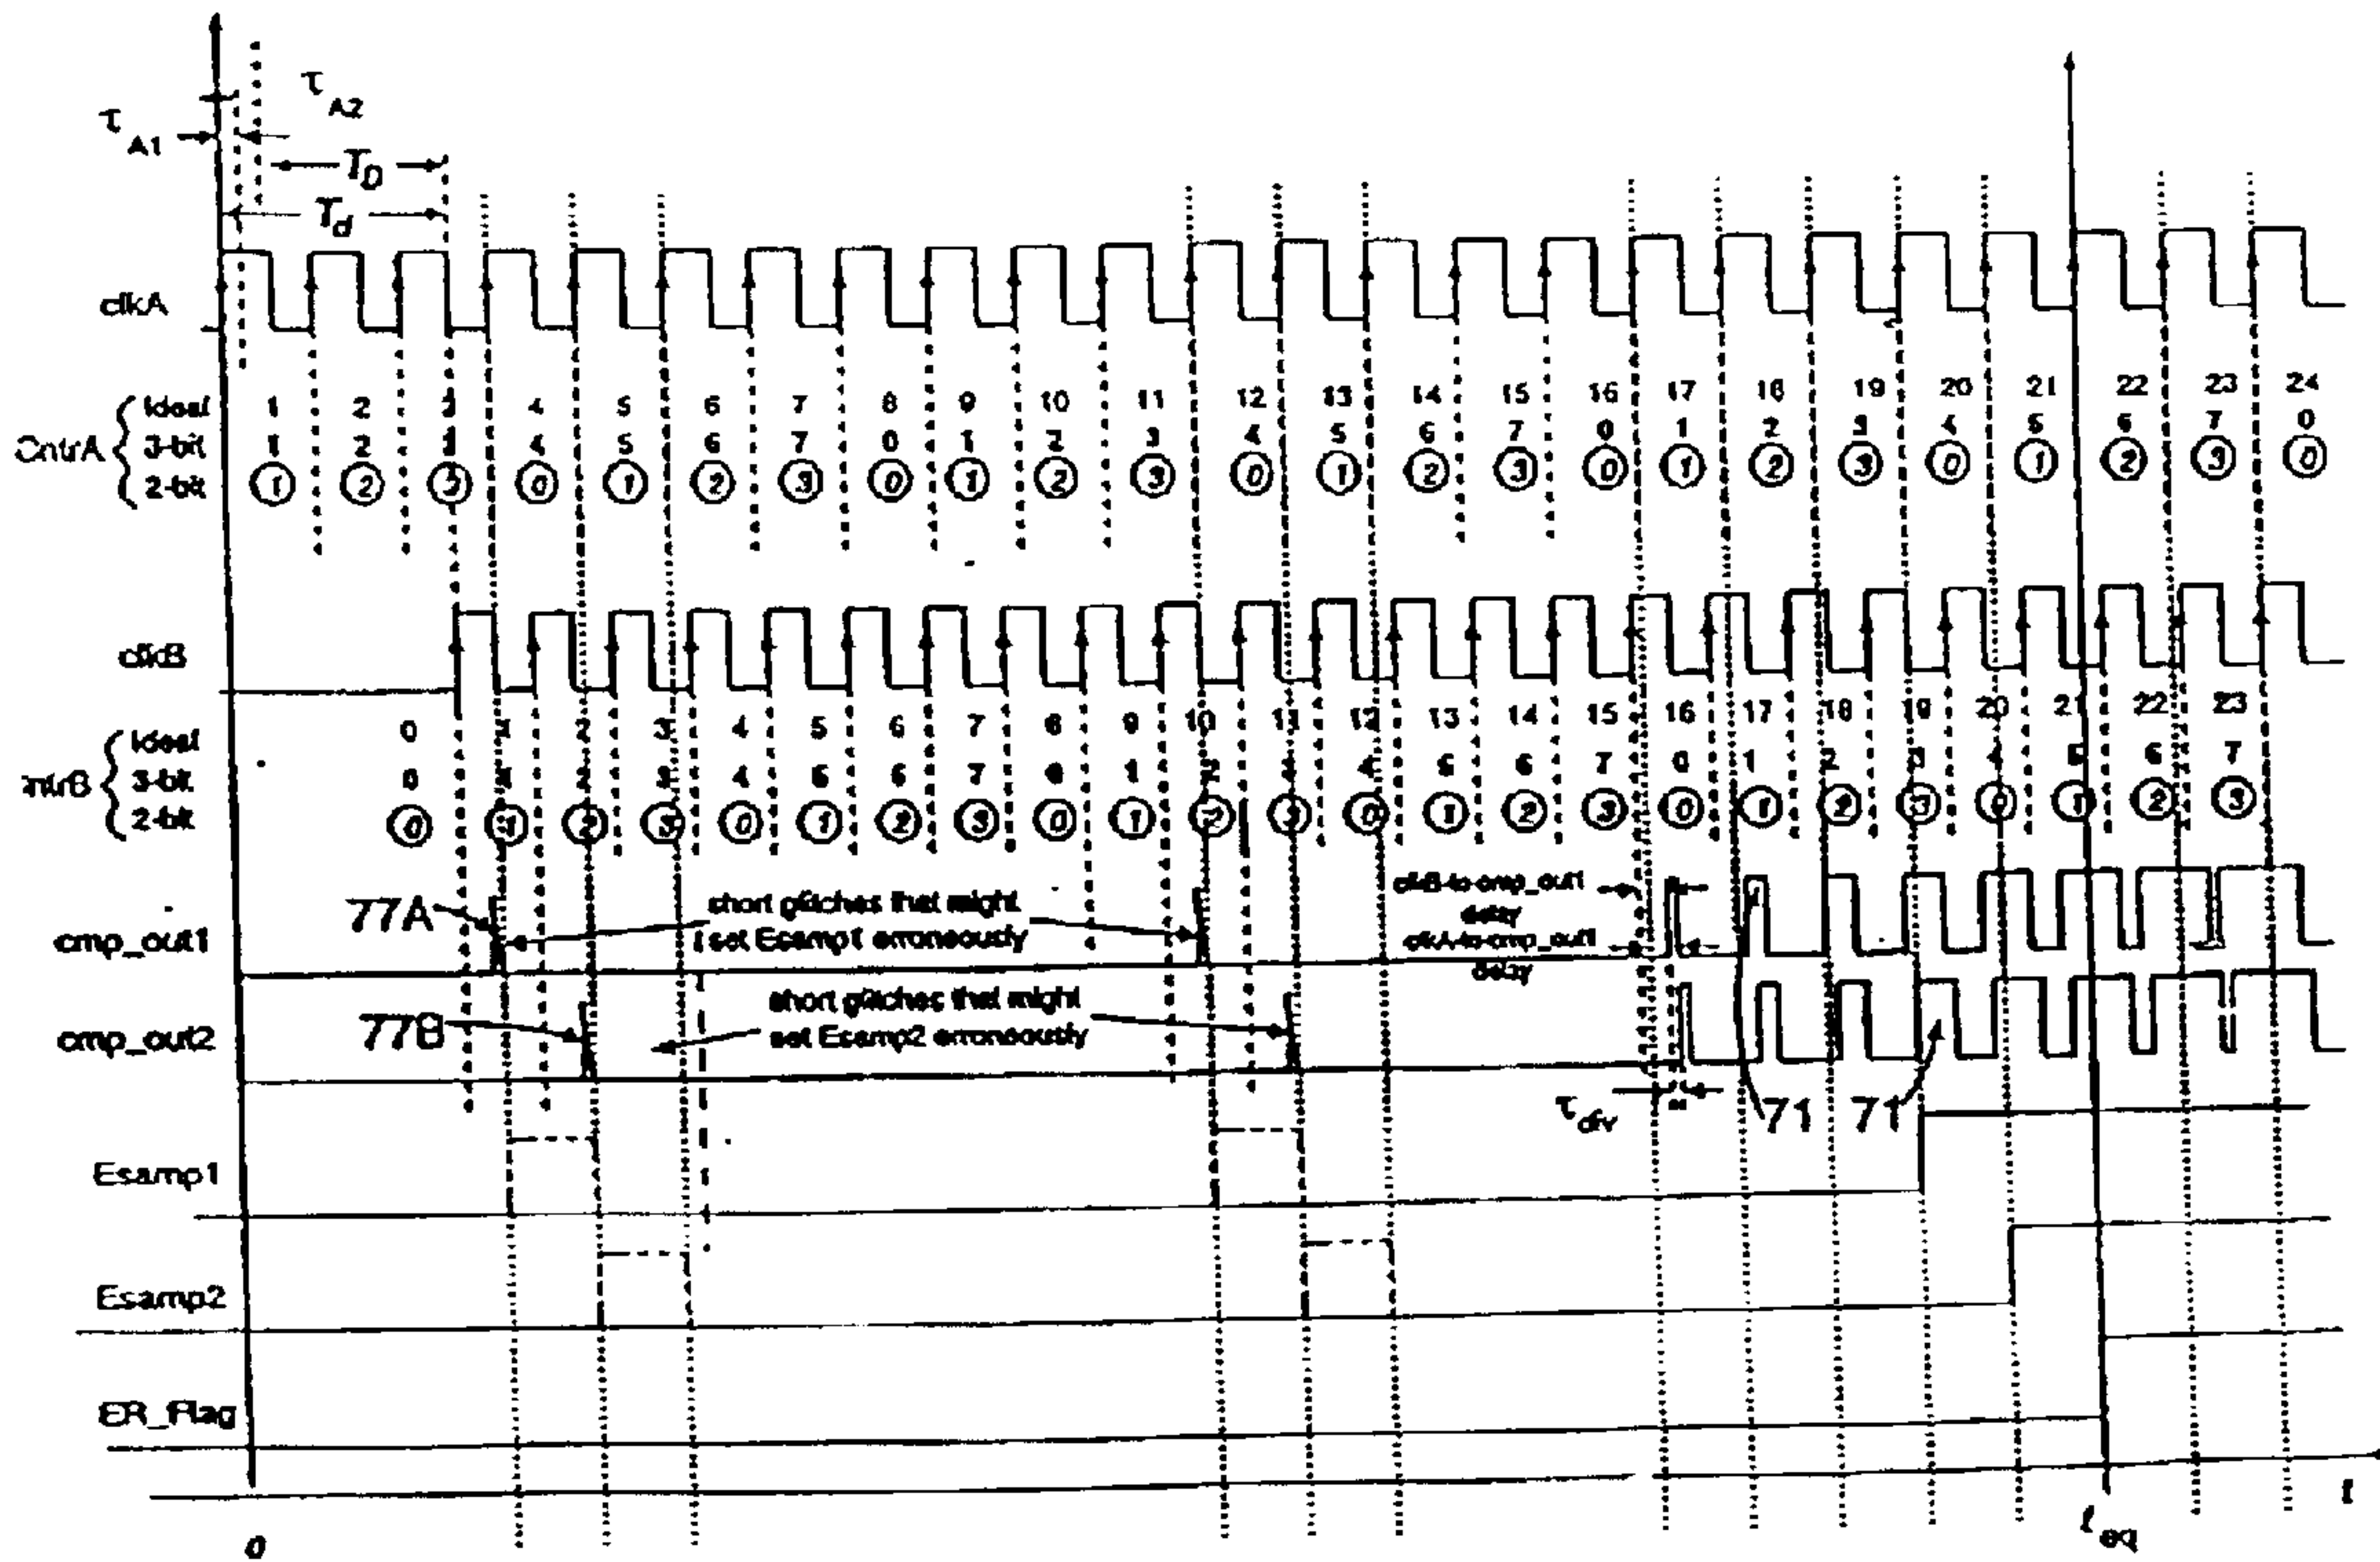 τ A2
τ A1
T0
Td
clkA
CntrA
Ideal 1 2 3 4 5 6 7 8 9 10 11 12 13 14 15 16 17 18 19 20 21 22 23 24
3-bit 1 2 3 4 5 6 7 0 1 2 3 4 5 6 7 0 1 2 3 4 5 6 7 0
2-bit 1 2 3 0 1 2 3 0 1 2 3 0 1 2 3 0 1 2 3 0 1 2 3 0
clkB
ntrB
Ideal 0 1 2 3 4 5 6 7 8 9 10 11 12 13 14 15 16 17 18 19 20 21 22 23
3-bit 0 1 2 3 4 5 6 7 0 1 2 3 4 5 6 7 0 1 2 3 4 5 6 7
2-bit 0 1 2 3 0 1 2 3 0 1 2 3 0 1 2 3 0 1 2 3 0 1 2 3
77A
short glitches that might
set Esamp1 erroneously
clkB-to-cmp_out1
delay
clkA-to-cmp_out1
delay
cmp_out1
77B
short glitches that might
set Esamp2 erroneously
cmp_out2
71 71
Esamp1
Esamp2
ER_Flag
0
t eq
t